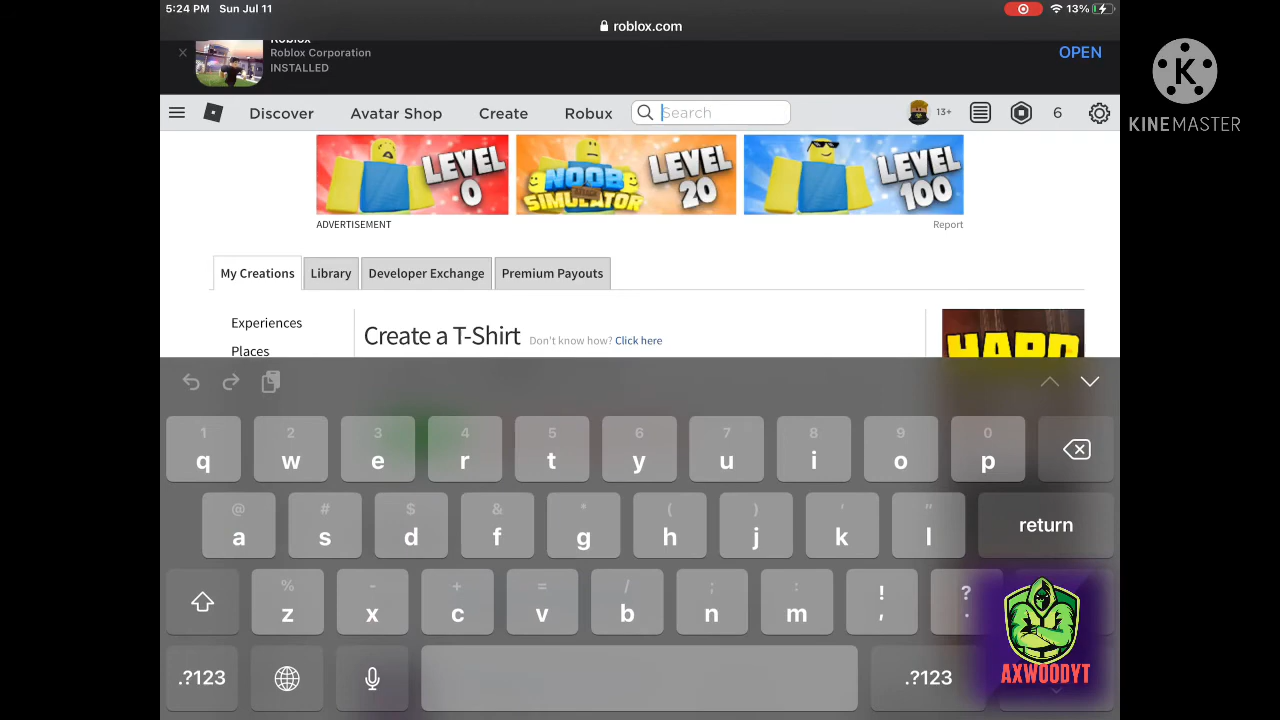 5:24 PM Sun Jul 11
13%
roblox.com
Roblox
Roblox Corporation
INSTALLED
OPEN
K
KINEMASTER
Discover
Avatar Shop
Create
Robux
Search
13+
6
LEVEL
0
NOOB
SIMULATOR
LEVEL
20
LEVEL
100
ADVERTISEMENT
Report
My Creations
Library
Developer Exchange
Premium Payouts
Experiences
Places
Create a T-Shirt Don't know how? Click here
HARD
1 2 3 4 5 6 7 8 9 0
q w e r t y u i o p
@ # $ & * ( ) ' "
a s d f g h j k l return
% - + = / ; : ! ?
z x c v b n m , .
.?123 .?123
AXWOODYT